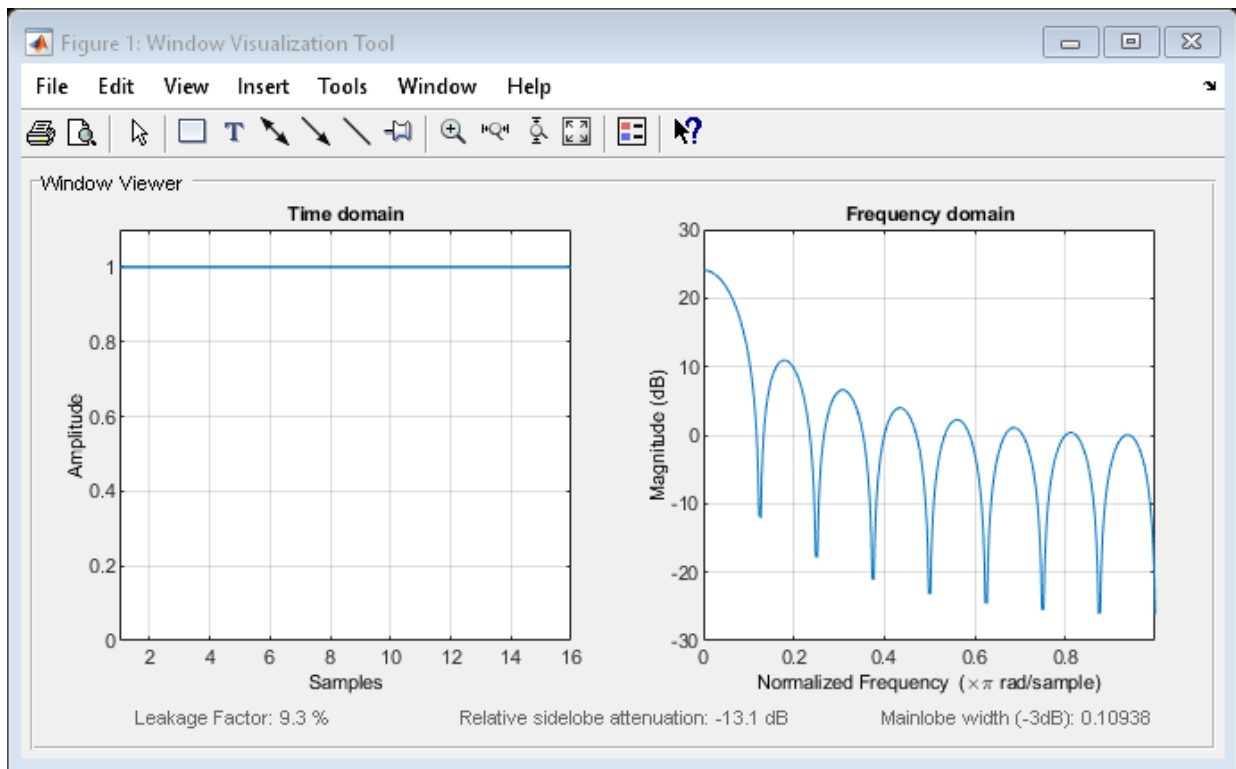 Figure 1: Window Visualization Tool
File Edit View Insert Tools Window Help
T
?
Window Viewer
Time domain
1
0.8
0.6
0.4
0.2
0
Amplitude
2 4 6 8 10 12 14 16
Samples
Frequency domain
30
20
10
0
-10
-20
-30
Magnitude (dB)
0 0.2 0.4 0.6 0.8
Normalized Frequency (×π rad/sample)
Leakage Factor: 9.3 % Relative sidelobe attenuation: -13.1 dB Mainlobe width (-3dB): 0.10938